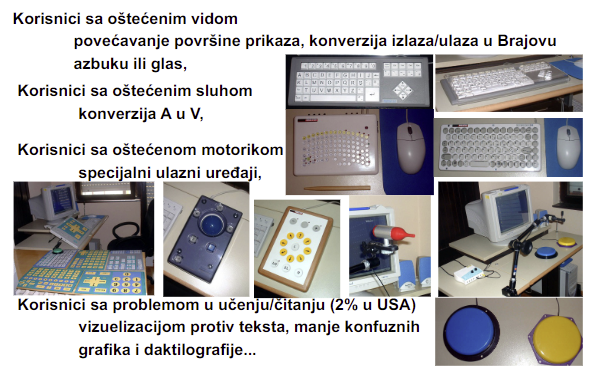 Korisnici sa oštećenim vidom
povećavanje površine prikaza, konverzija izlaza/ulaza u Brajovu
azbuku ili glas,
Korisnici sa oštećenim sluhom
konverzija A u V,
Korisnici sa oštećenom motorikom
specijalni ulazni uređaji,
Korisnici sa problemom u učenju/čitanju (2% u USA)
vizuelizacijom protiv teksta, manje konfuznih
grafika i daktilografije...